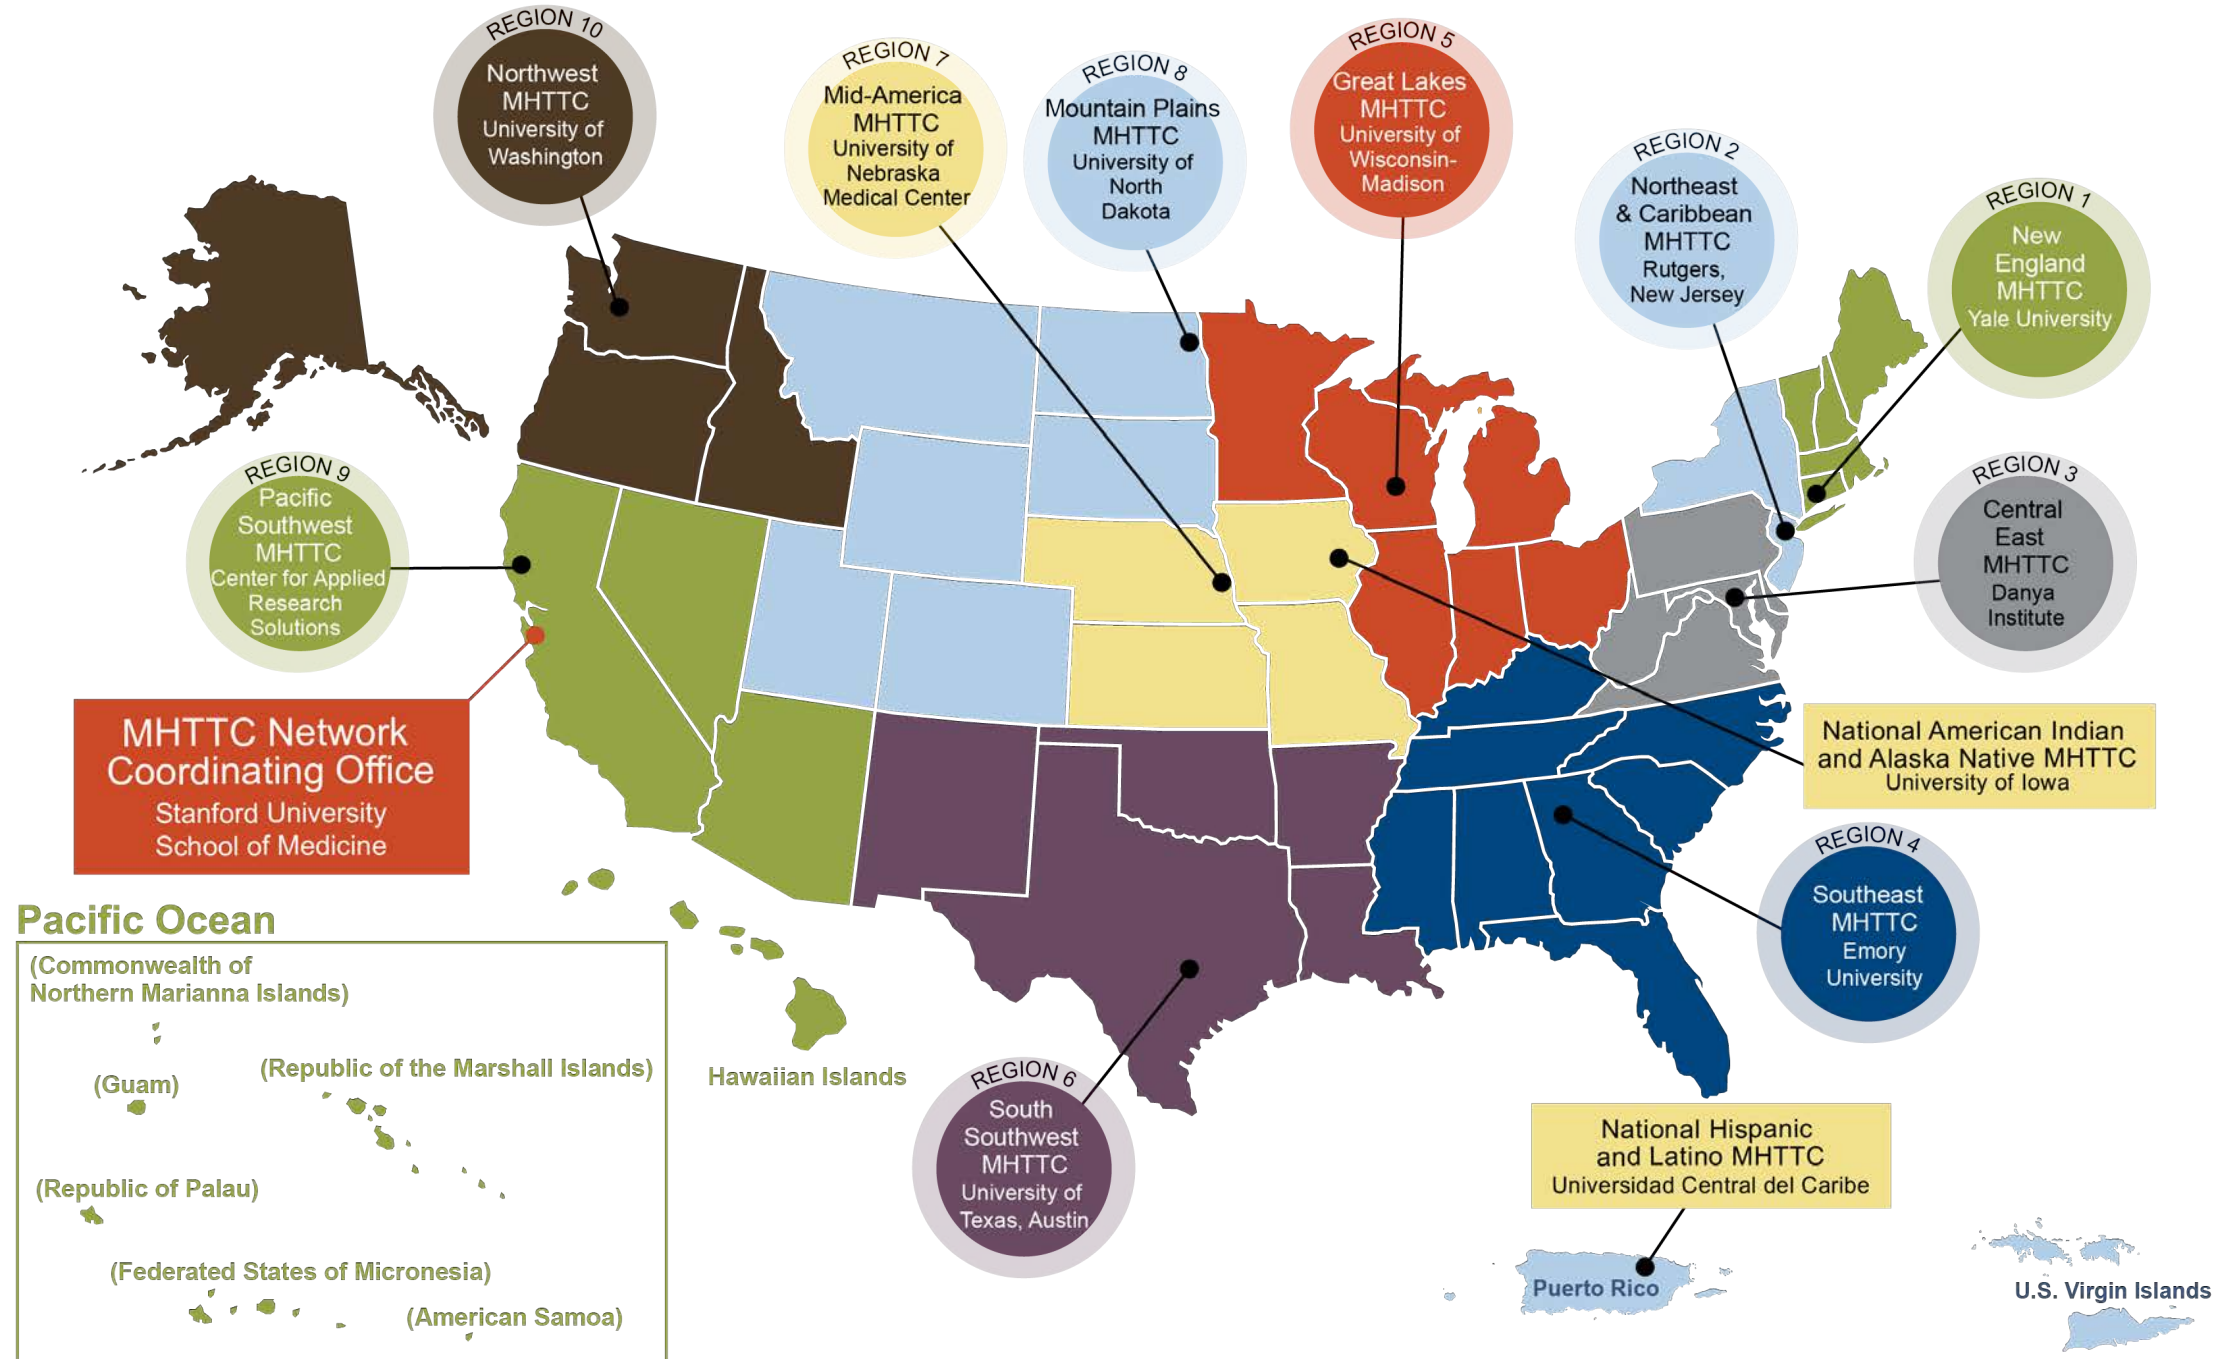 REGION 10
Northwest
MHTTC
University of
Washington
REGION 7
Mid-America
MHTTC
University of
Nebraska
Medical Center
REGION 8
Mountain Plains
MHTTC
University of
North
Dakota
REGION 5
Great Lakes
MHTTC
University of
Wisconsin-
Madison
REGION 2
Northeast
& Caribbean
MHTTC
Rutgers,
New Jersey
REGION 1
New
England
MHTTC
Yale University
REGION 9
Pacific
Southwest
MHTTC
Center for Applied
Research
Solutions
REGION 3
Central
East
MHTTC
Danya
Institute
MHTTC Network
Coordinating Office
Stanford University
School of Medicine
National American Indian
and Alaska Native MHTTC
University of Iowa
REGION 4
Southeast
MHTTC
Emory
University
Pacific Ocean
(Commonwealth of
Northern Marianna Islands)
(Guam)
(Republic of the Marshall Islands)
(Republic of Palau)
(Federated States of Micronesia)
(American Samoa)
Hawaiian Islands
REGION 6
South
Southwest
MHTTC
University of
Texas, Austin
National Hispanic
and Latino MHTTC
Universidad Central del Caribe
Puerto Rico
U.S. Virgin Islands